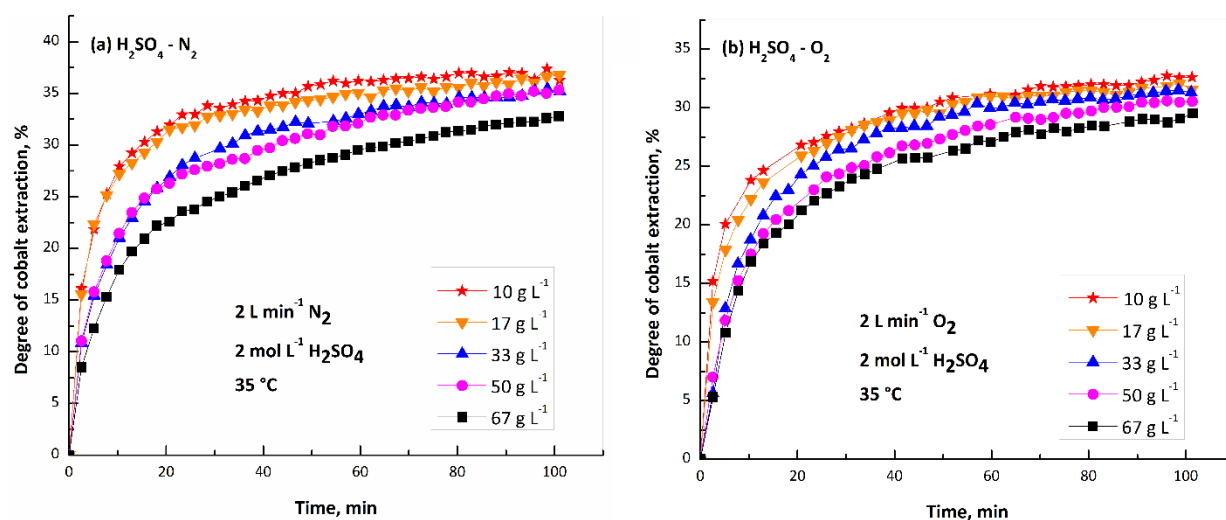 (a) H₂SO₄ - N₂
Degree of cobalt extraction, %
40
35
30
25
20
15
10
5
0
2 L min⁻¹ N₂
2 mol L⁻¹ H₂SO₄
35 °C
10 g L⁻¹
17 g L⁻¹
33 g L⁻¹
50 g L⁻¹
67 g L⁻¹
0 20 40 60 80 100
Time, min
(b) H₂SO₄ - O₂
Degree of cobalt extraction, %
35
30
25
20
15
10
5
0
2 L min⁻¹ O₂
2 mol L⁻¹ H₂SO₄
35 °C
10 g L⁻¹
17 g L⁻¹
33 g L⁻¹
50 g L⁻¹
67 g L⁻¹
0 20 40 60 80 100
Time, min